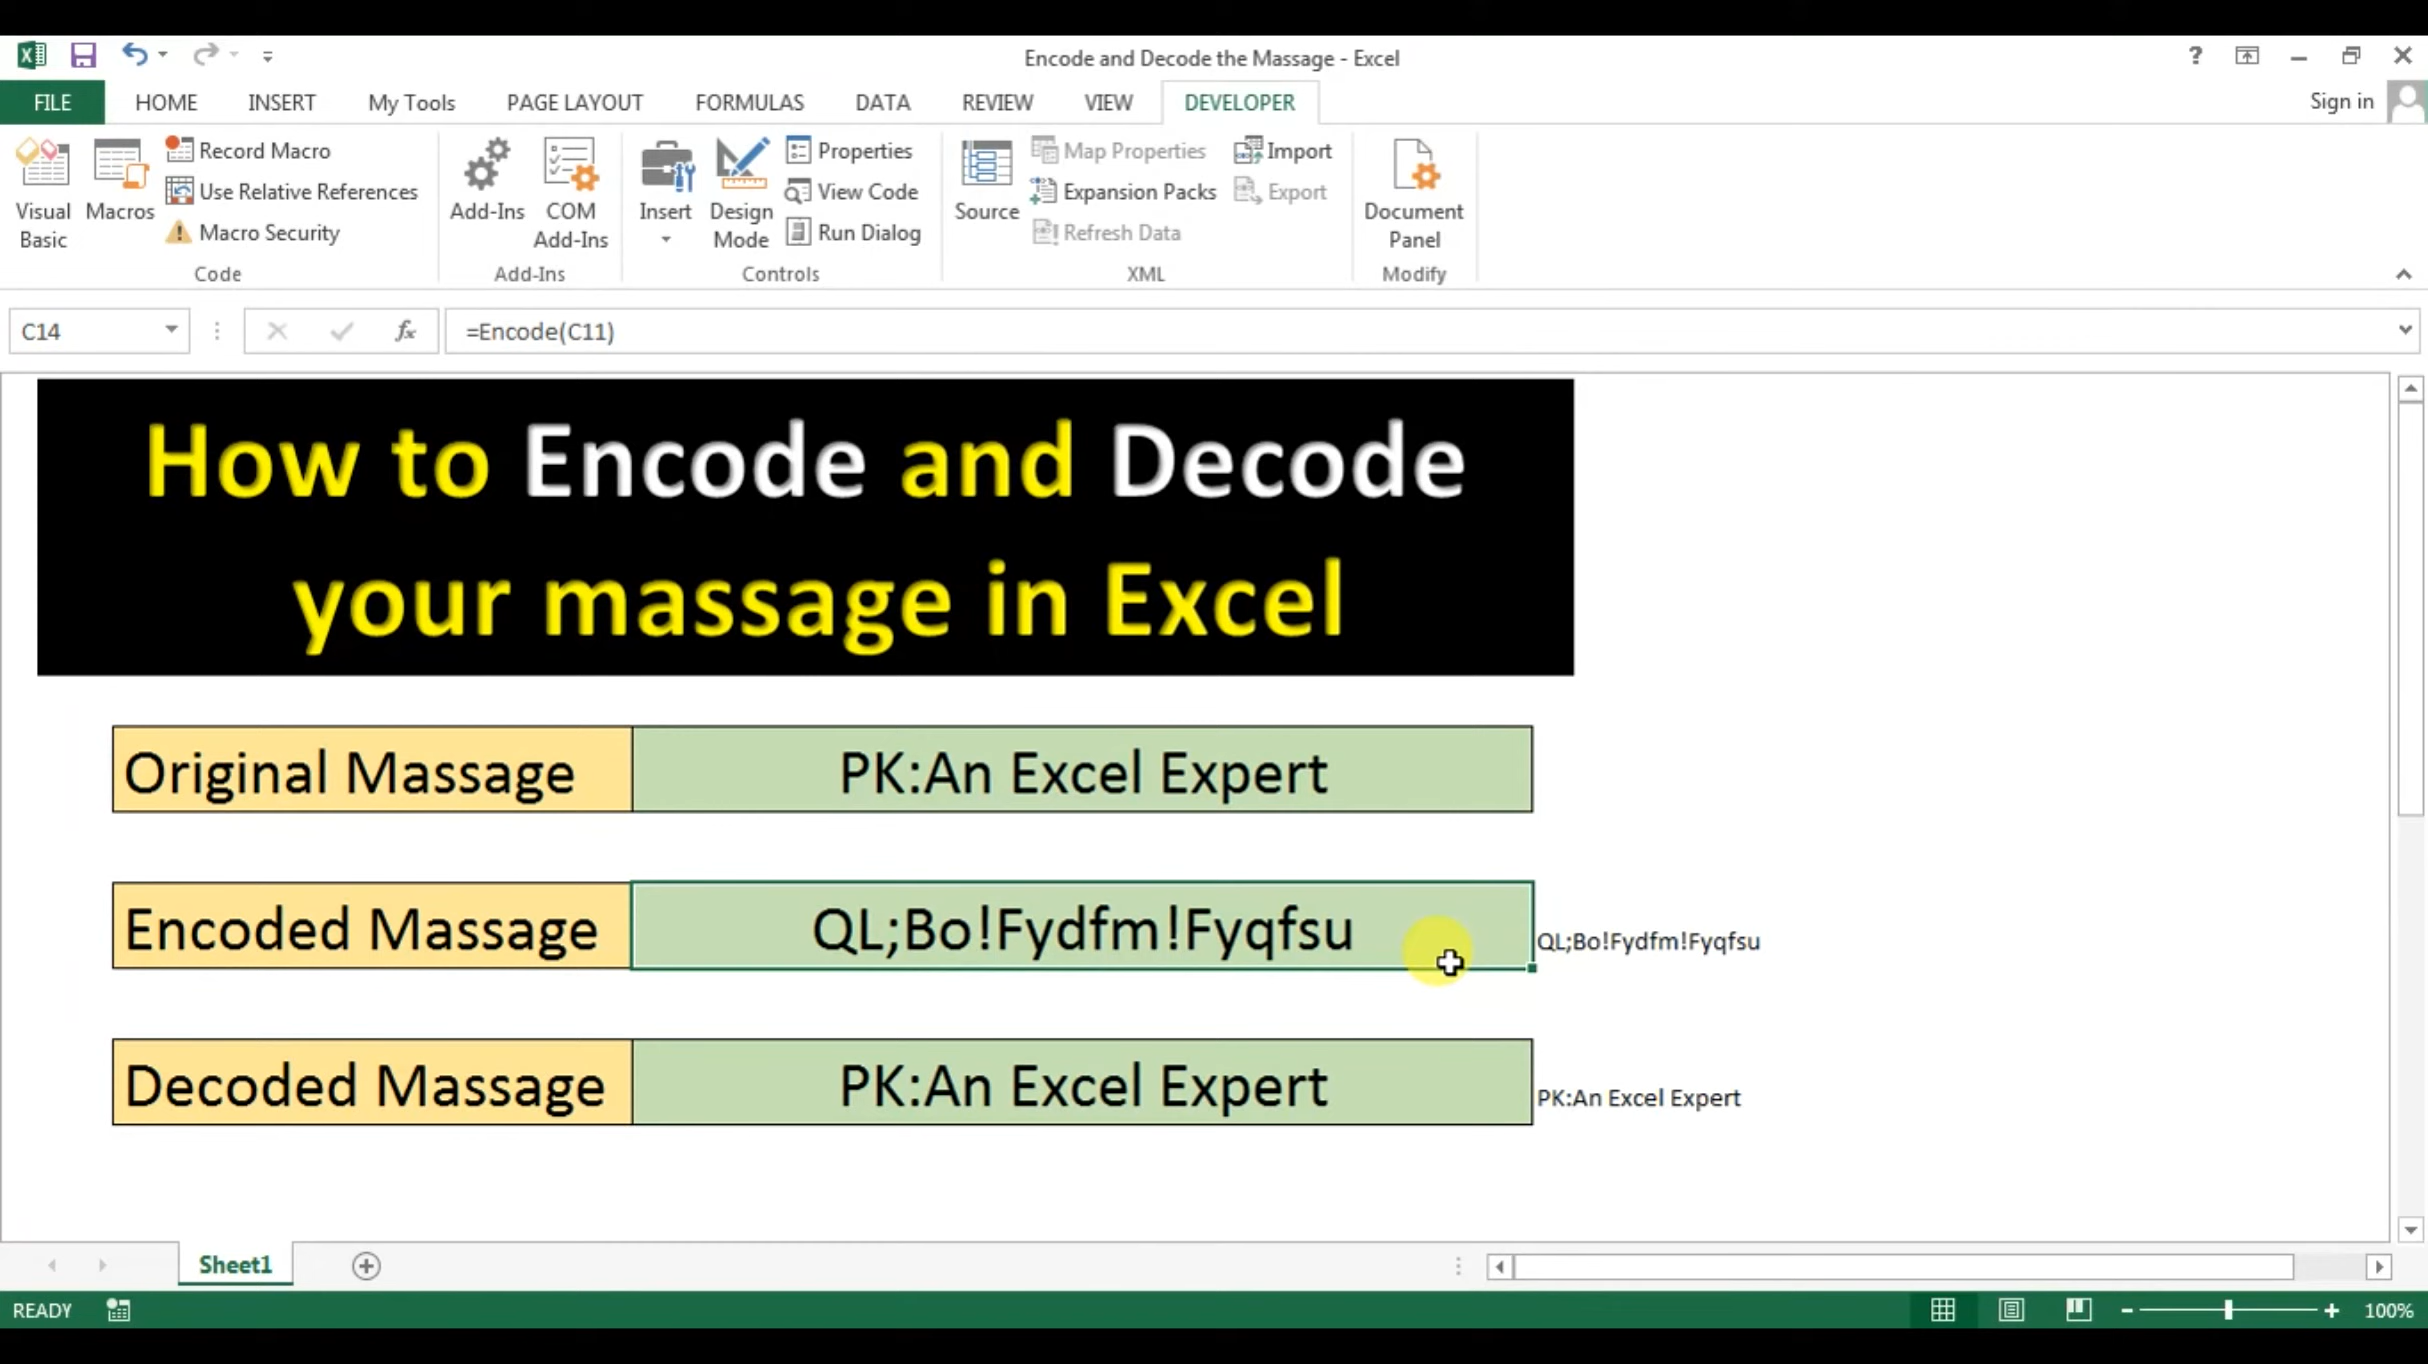 Encode and Decode the Massage - Excel
?
FILE HOME INSERT My Tools PAGE LAYOUT FORMULAS DATA REVIEW VIEW DEVELOPER Sign in
Visual Basic
Macros
Record Macro
Use Relative References
Macro Security
Code
Add-Ins
COM Add-Ins
Add-Ins
Insert
Design Mode
Properties
View Code
Run Dialog
Controls
Source
Map Properties
Expansion Packs
Refresh Data
Import
Export
XML
Document Panel
Modify
C14 fx =Encode(C11)
How to Encode and Decode
your massage in Excel
Original Massage PK:An Excel Expert
Encoded Massage QL;Bo!Fydfm!Fyqfsu QL;Bo!Fydfm!Fyqfsu
Decoded Massage PK:An Excel Expert PK:An Excel Expert
Sheet1
READY 100%